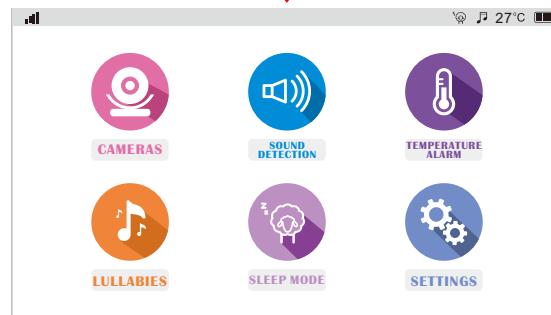 27°C
CAMERAS
SOUND
DETECTION
TEMPERATURE
ALARM
LULLABIES
z z
SLEEP MODE
SETTINGS